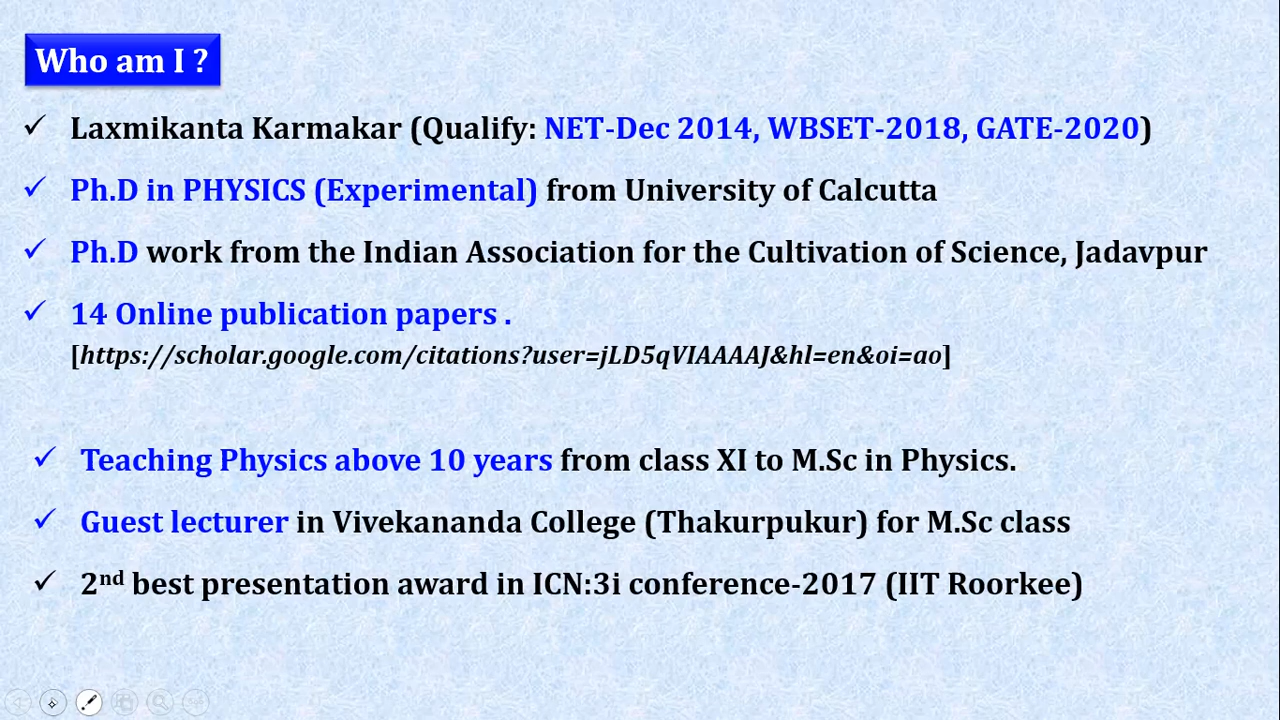 Who am I ?
✓ Laxmikanta Karmakar (Qualify: NET-Dec 2014, WBSET-2018, GATE-2020)
✓ Ph.D in PHYSICS (Experimental) from University of Calcutta
✓ Ph.D work from the Indian Association for the Cultivation of Science, Jadavpur
✓ 14 Online publication papers .
[https://scholar.google.com/citations?user=jLD5qVIAAAAJ&hl=en&oi=ao]
✓ Teaching Physics above 10 years from class XI to M.Sc in Physics.
✓ Guest lecturer in Vivekananda College (Thakurpukur) for M.Sc class
✓ 2nd best presentation award in ICN:3i conference-2017 (IIT Roorkee)